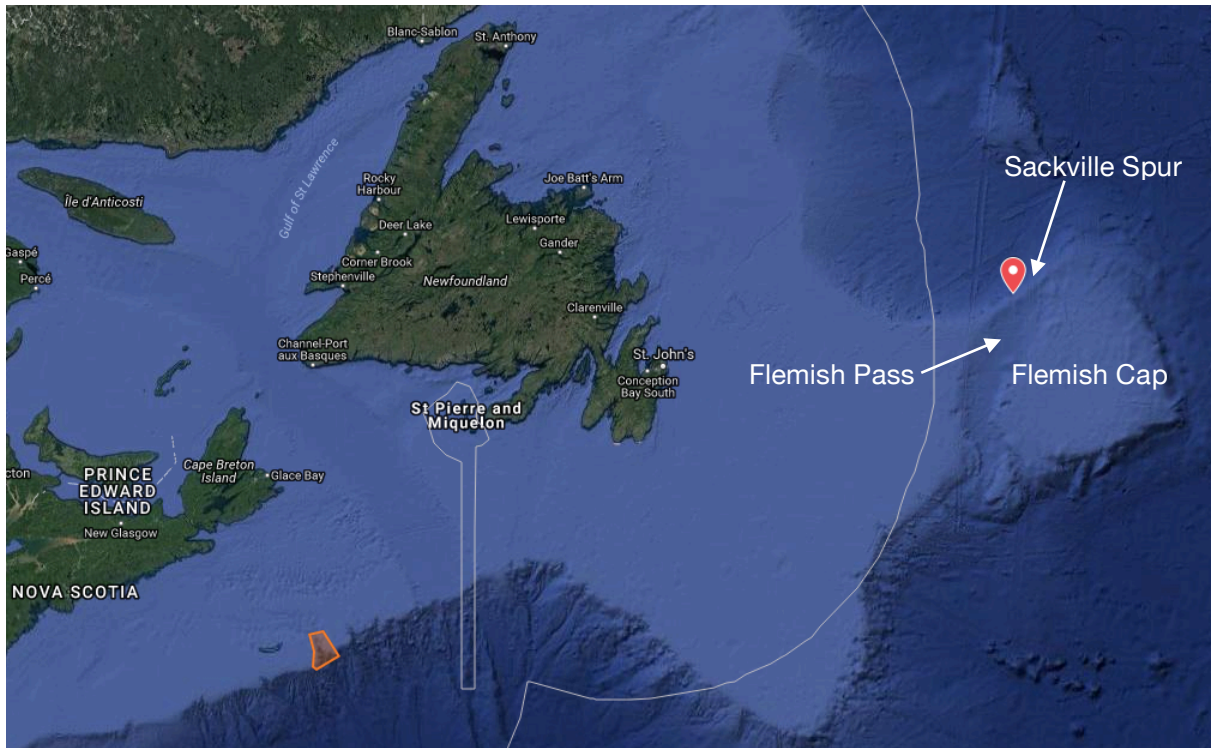 Blanc-Sablon
St. Anthony
Sackville Spur
Gulf of St Lawrence
Rocky
Harbour
Joe Batt's Arm
Île d'Anticosti
Deer Lake
Lewisporte
Gander
Gaspé
Corner Brook
Percé
Stephenville
Newfoundland
Clarenville
Channel-Port
aux Basques
St. John's
Flemish Pass
Flemish Cap
Conception
Bay South
St Pierre and
Miquelon
Cape Breton
Island
Glace Bay
cton
PRINCE
EDWARD
ISLAND
New Glasgow
NOVA SCOTIA